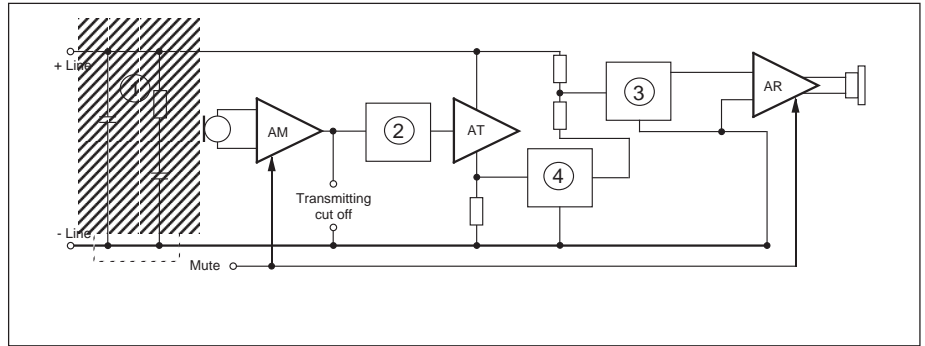 + Line
1
AM
2
AT
3
AR
4
Transmitting
cut off
- Line
Mute